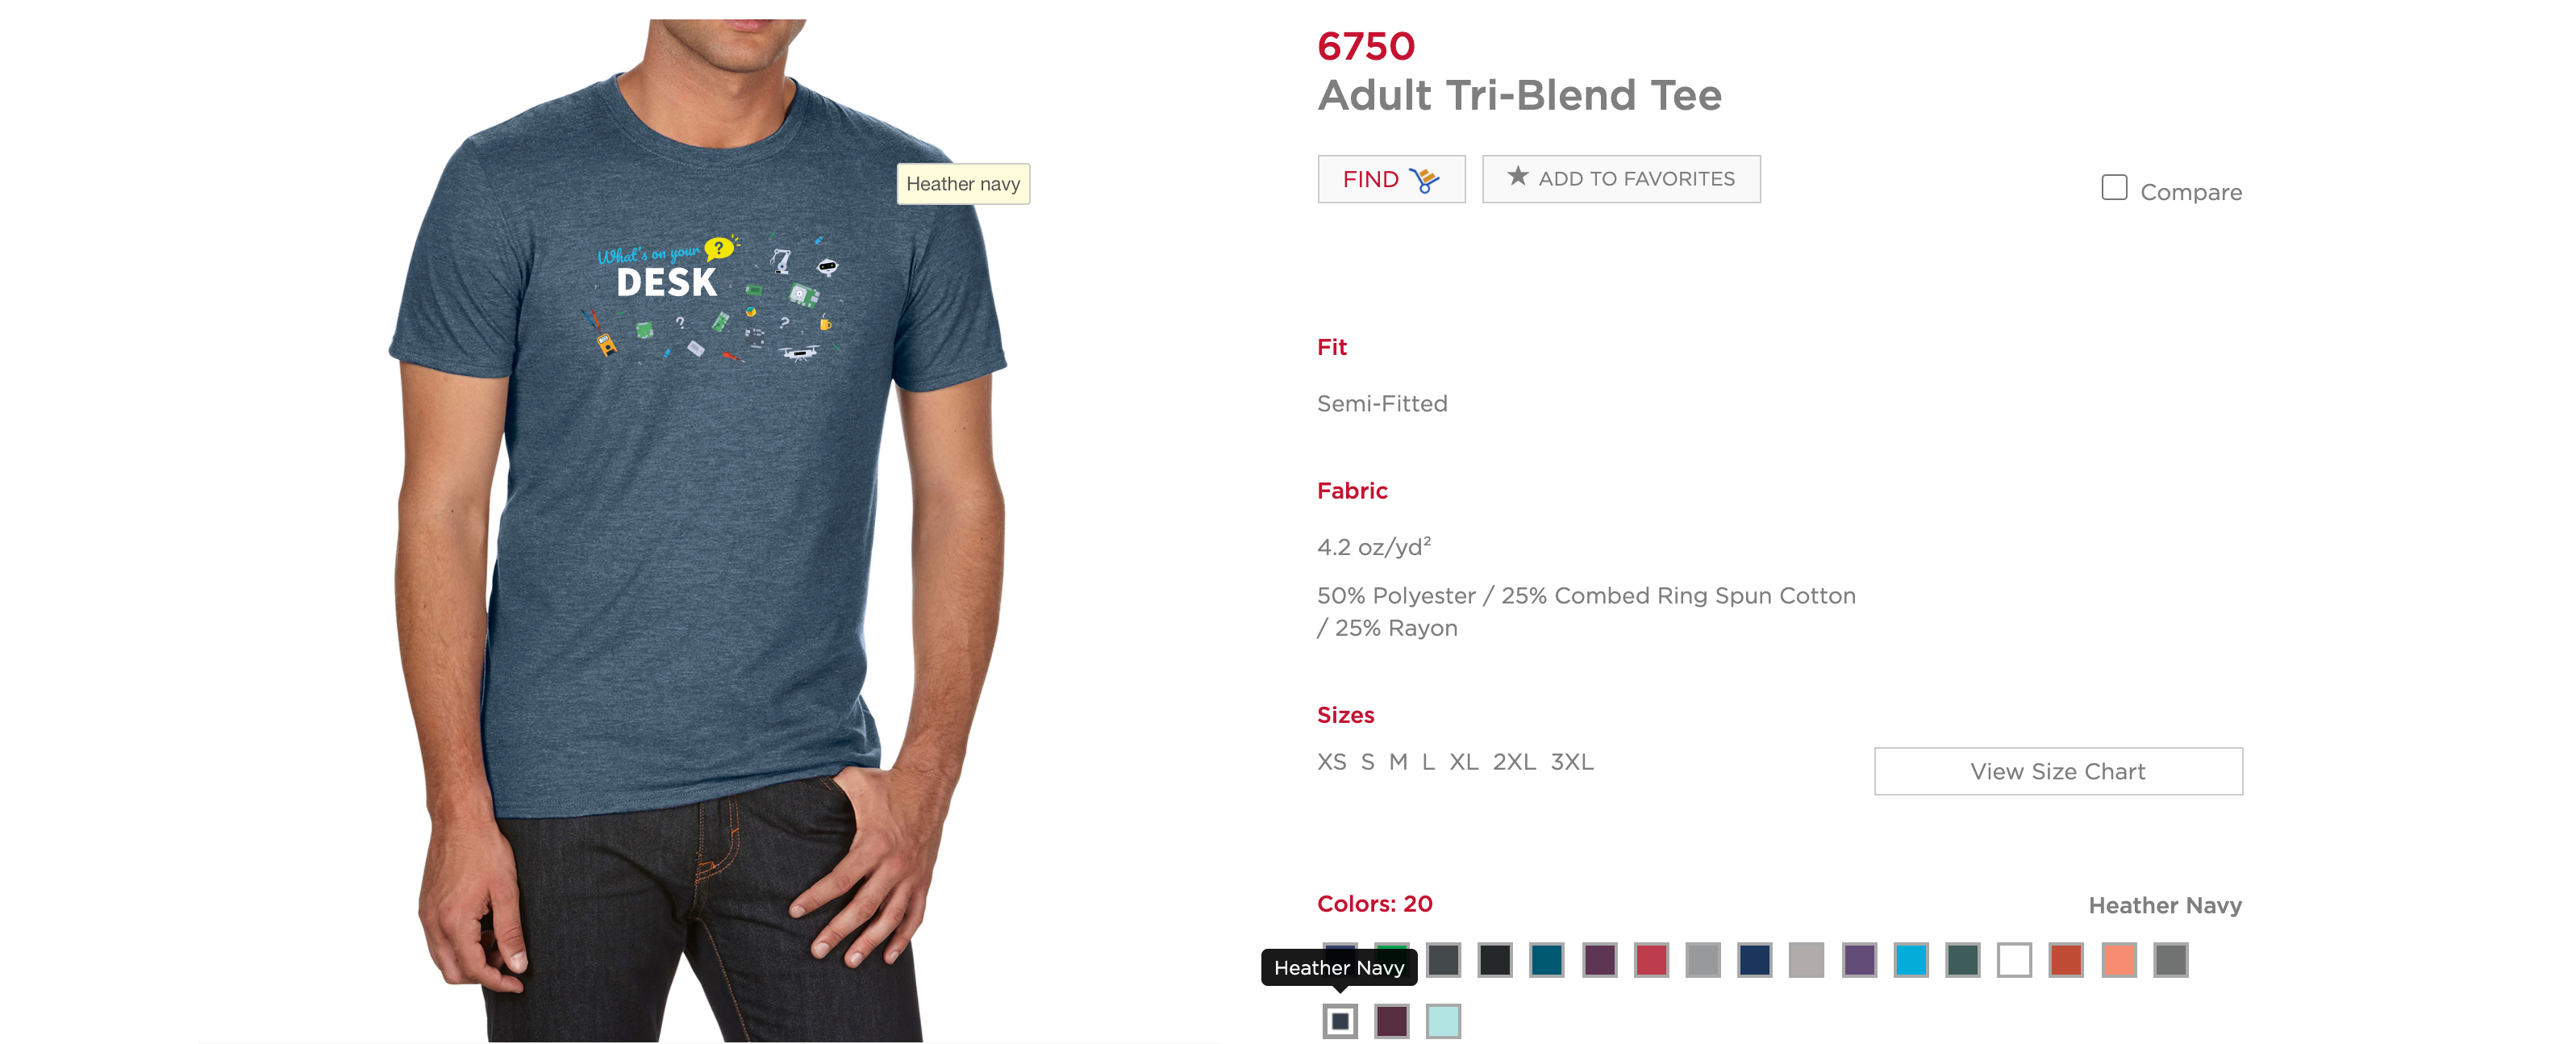 6750
Adult Tri-Blend Tee
Heather navy
FIND
★ ADD TO FAVORITES
Compare
What's on your ?
DESK
?
?
Fit
Semi-Fitted
Fabric
4.2 oz/yd²
50% Polyester / 25% Combed Ring Spun Cotton
/ 25% Rayon
Sizes
XS S M L XL 2XL 3XL
View Size Chart
Colors: 20
Heather Navy
Heather Navy